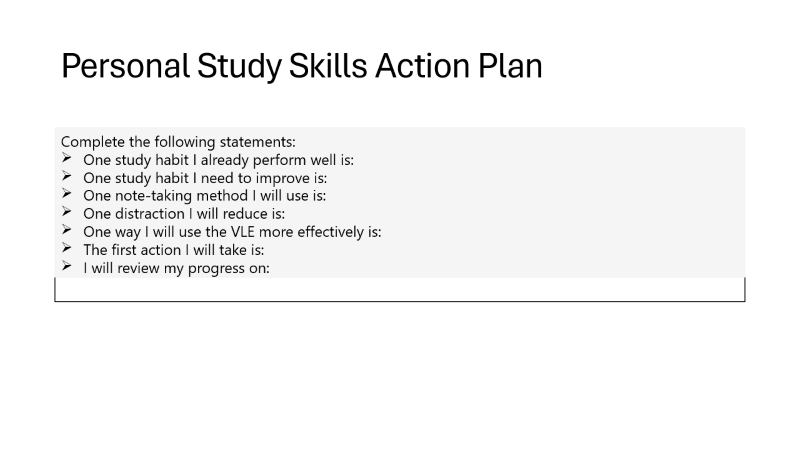 Personal Study Skills Action Plan
Complete the following statements:
➢ One study habit I already perform well is:
➢ One study habit I need to improve is:
➢ One note-taking method I will use is:
➢ One distraction I will reduce is:
➢ One way I will use the VLE more effectively is:
➢ The first action I will take is:
➢ I will review my progress on: